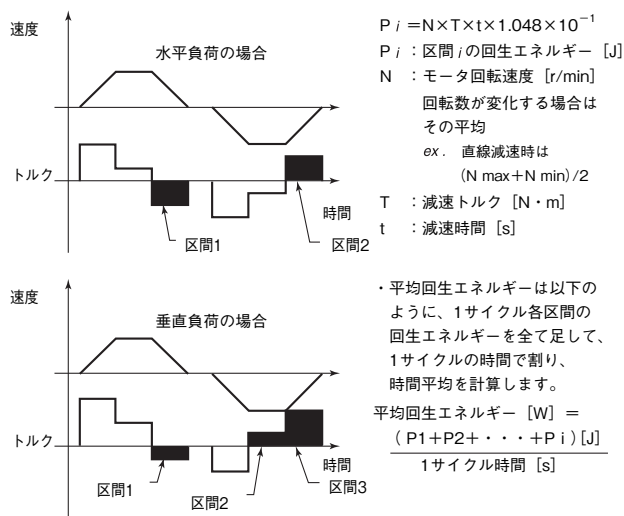 速度
水平負荷の場合
トルク
時間
区間1
区間2
P i =N×T×t×1.048×10⁻¹
P i : 区間 i の回生エネルギー [J]
N : モータ回転速度 [r/min]
回転数が変化する場合は
その平均
ex. 直線減速時は
(N max+N min)/2
T : 減速トルク [N・m]
t : 減速時間 [s]
速度
垂直負荷の場合
トルク
時間
区間1
区間2
区間3
・平均回生エネルギーは以下の
ように、1サイクル各区間の
回生エネルギーを全て足して、
1サイクルの時間で割り、
時間平均を計算します。
平均回生エネルギー [W] =
( P1+P2+・・・+P i ) [J]
1サイクル時間 [s]